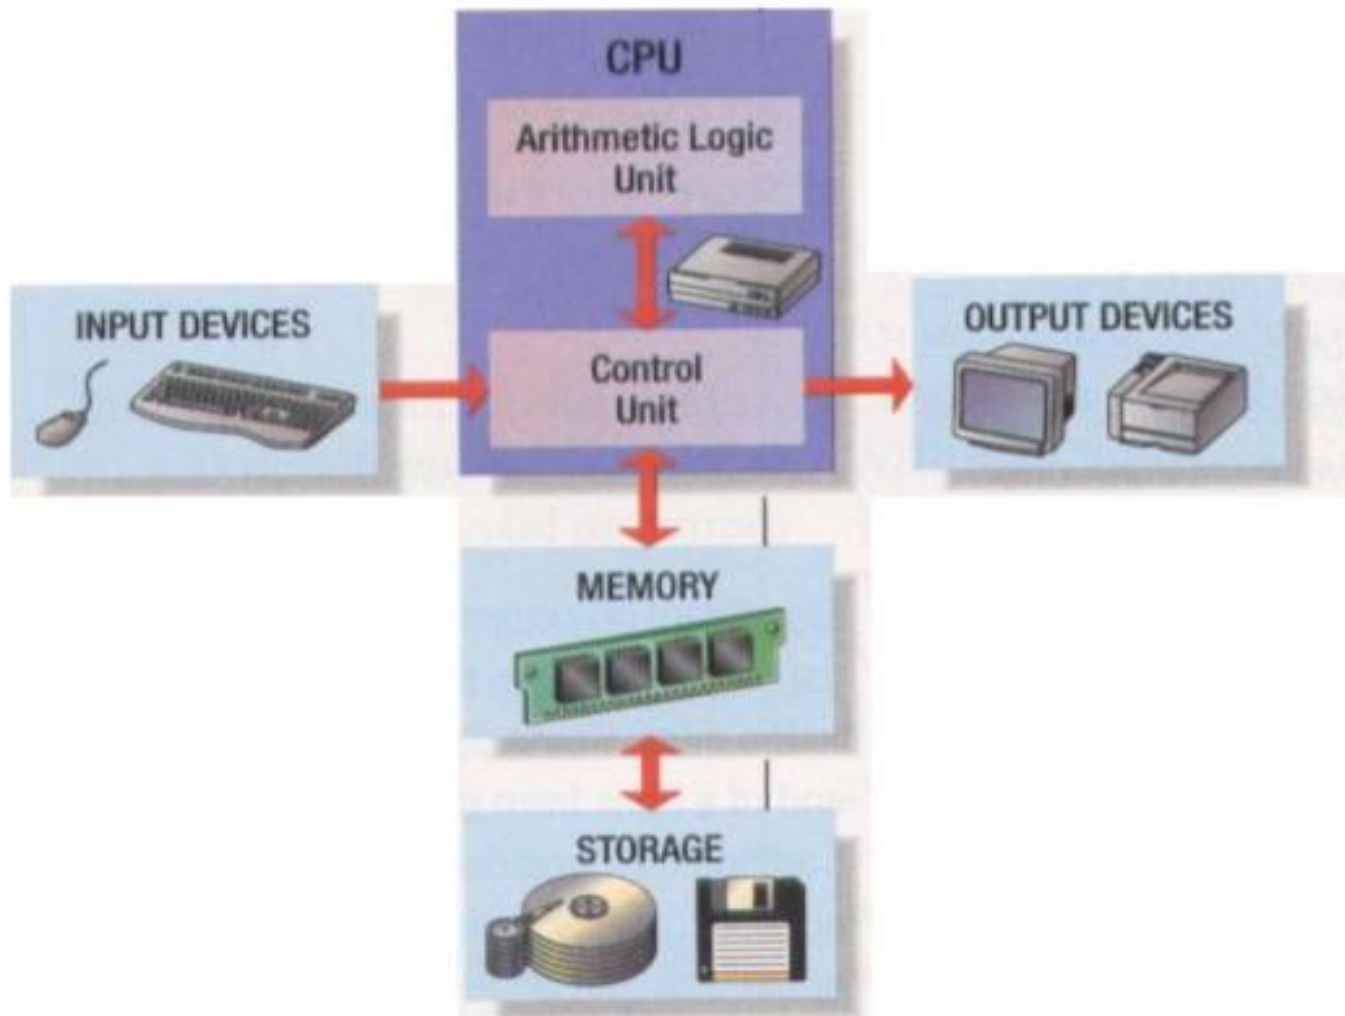 CPU
Arithmetic Logic
Unit
INPUT DEVICES
Control
Unit
OUTPUT DEVICES
MEMORY
STORAGE